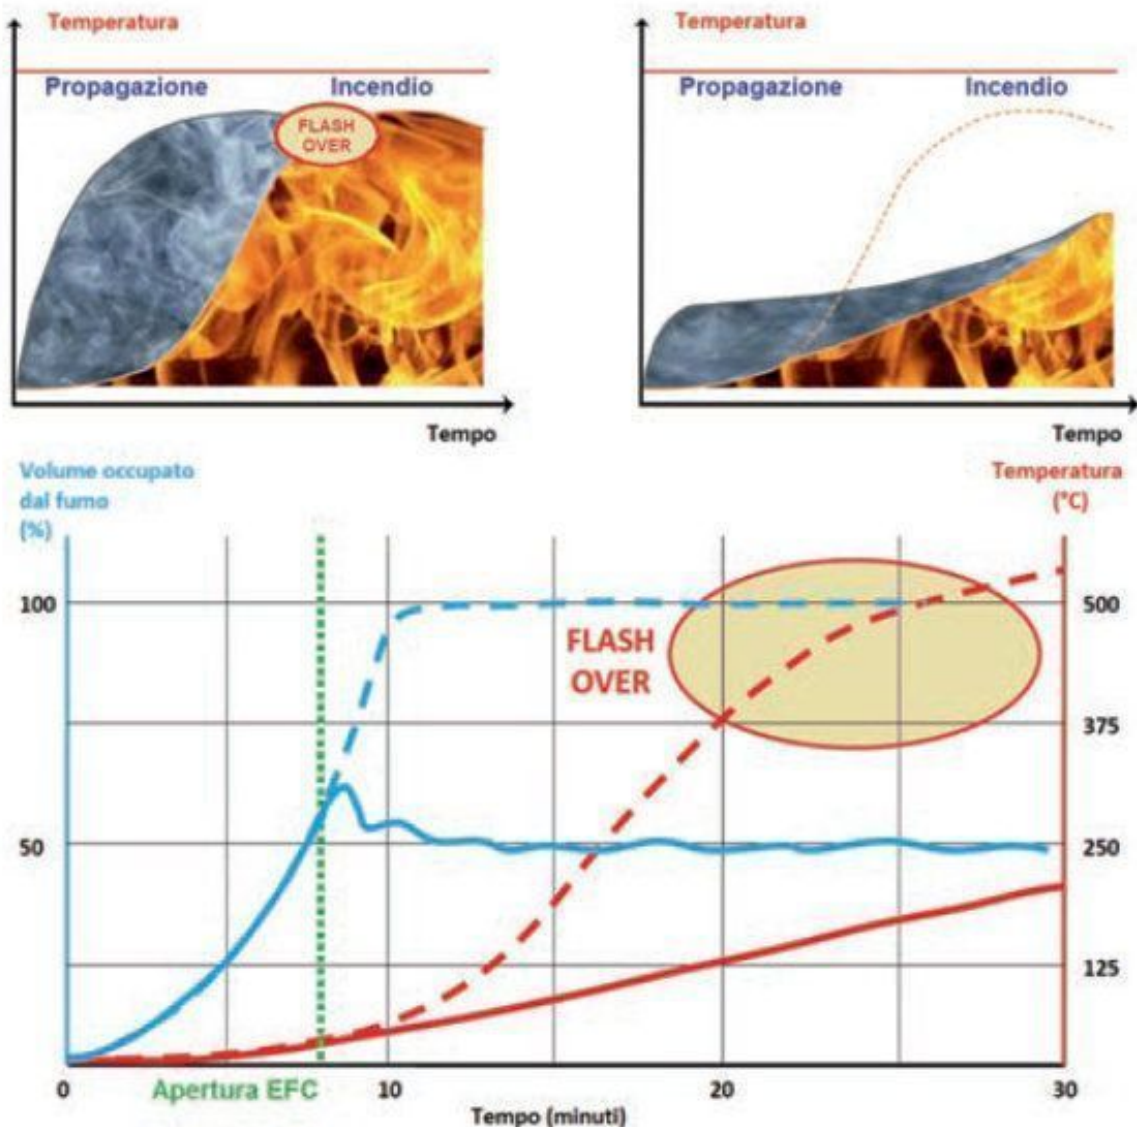 Temperatura
Propagazione
Incendio
FLASH
OVER
Tempo
Temperatura
Propagazione
Incendio
Tempo
Volume occupato
dal fumo
(%)
Temperatura
(°C)
100
500
FLASH
OVER
375
50
250
125
0
Apertura EFC
10
20
30
Tempo (minuti)